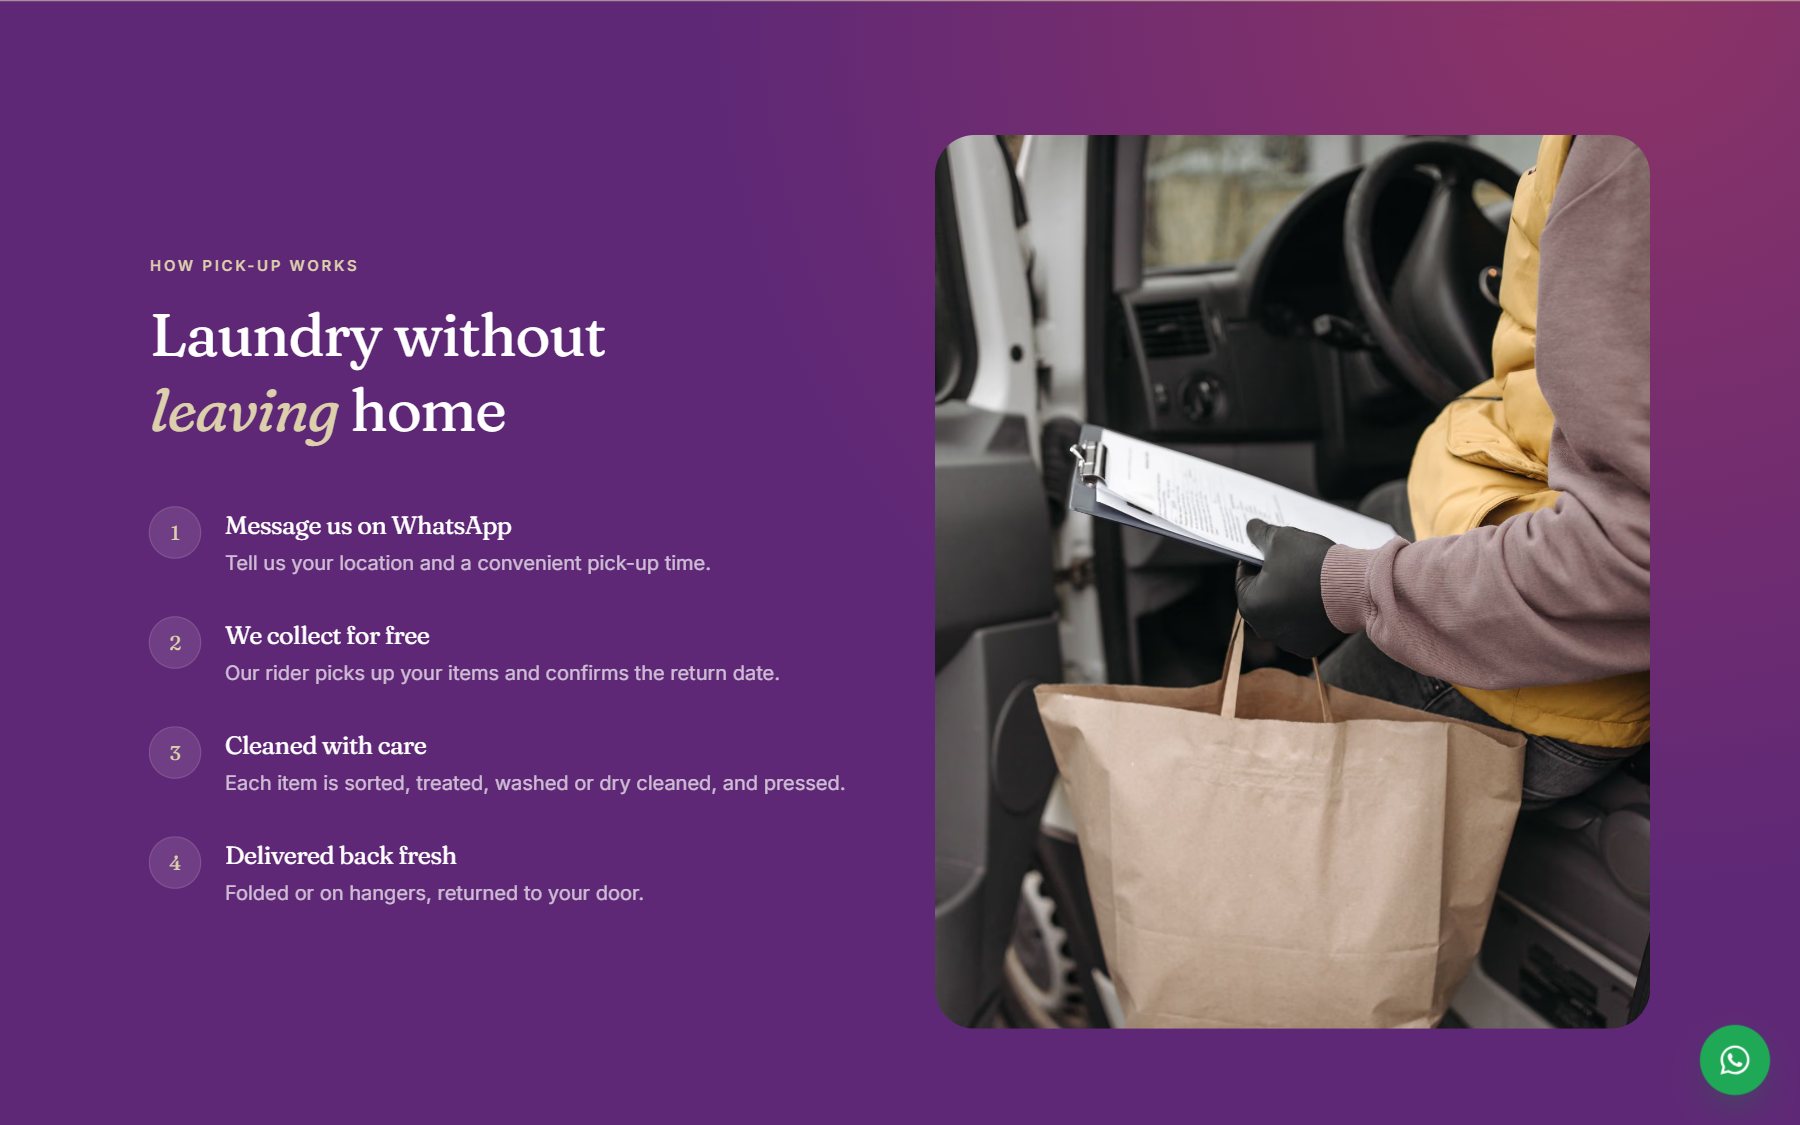 HOW PICK-UP WORKS
Laundry without
leaving home
1
Message us on WhatsApp
Tell us your location and a convenient pick-up time.
2
We collect for free
Our rider picks up your items and confirms the return date.
3
Cleaned with care
Each item is sorted, treated, washed or dry cleaned, and pressed.
4
Delivered back fresh
Folded or on hangers, returned to your door.